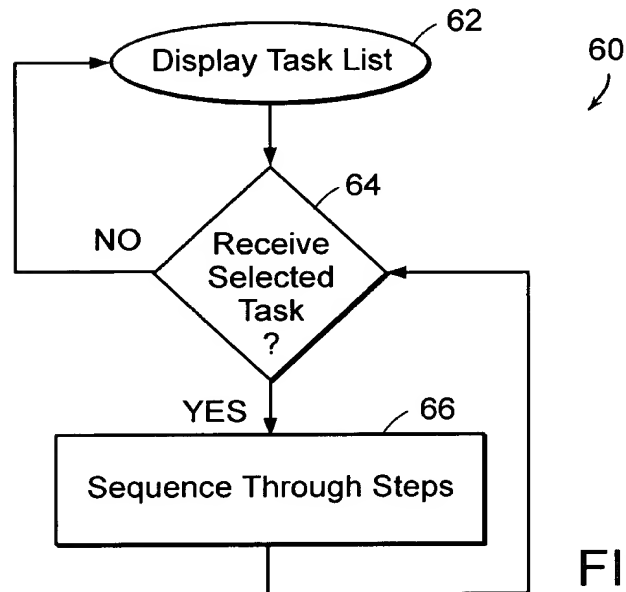 62
Display Task List
60
64
NO
Receive
Selected
Task
?
YES
66
Sequence Through Steps
FI